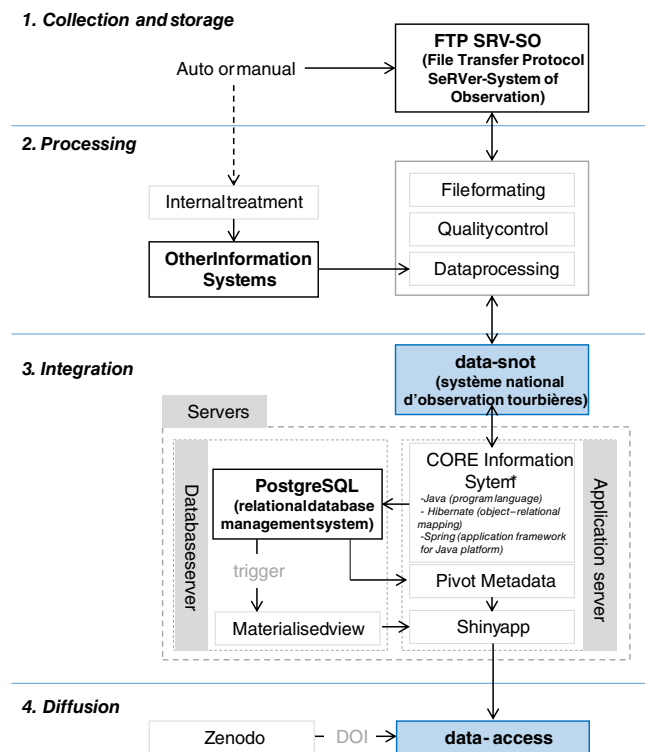 1. Collection and storage
FTP SRV-SO
(File Transfer Protocol
SeRVer-System of
Observation)
Auto ormanual
2. Processing
Internaltreatment
OtherInformation
Systems
Fileformating
Qualitycontrol
Dataprocessing
3. Integration
data-snot
(système national
d'observation tourbières)
Servers
Databaseserver
PostgreSQL
(relationaldatabase
managementsystem)
trigger
Materialisedview
CORE Information
Sytem*
-Java (program language)
- Hibernate (object–relational
mapping)
-Spring (application framework
for Java platform)
Pivot Metadata
Shinyapp
Application server
4. Diffusion
Zenodo
DOI
data- access